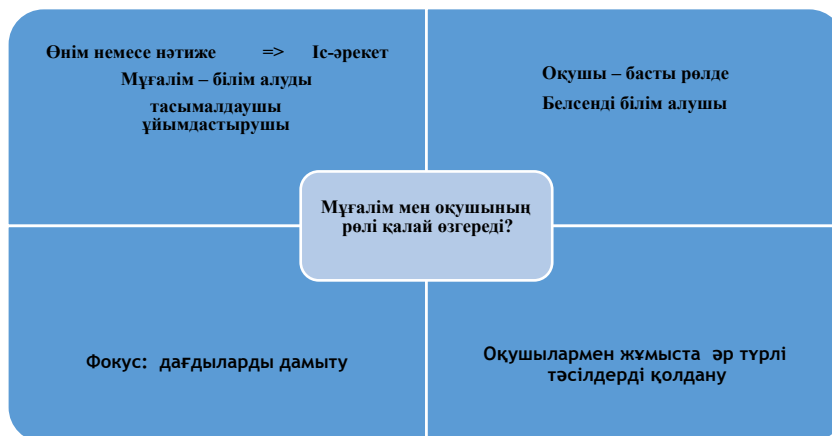 Өнім немесе нәтиже => Іс-әрекет
Мұғалім – білім алуды
тасымалдаушы
ұйымдастырушы
Оқушы – басты рөлде
Белсенді білім алушы
Мұғалім мен оқушының
рөлі қалай өзгереді?
Фокус: дағдыларды дамыту
Оқушылармен жұмыста әр түрлі
тәсілдерді қолдану